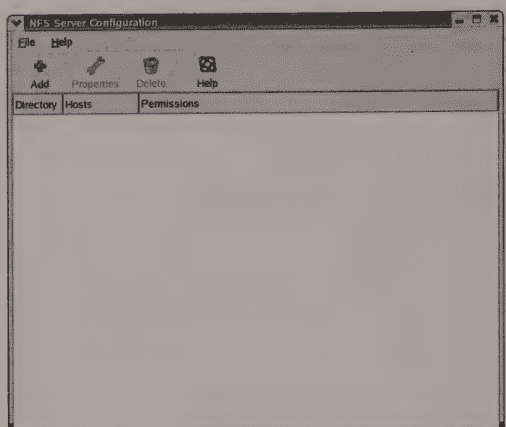 NFS Server Configuration
File Help
Add Properties Delete Help
Directory Hosts Permissions